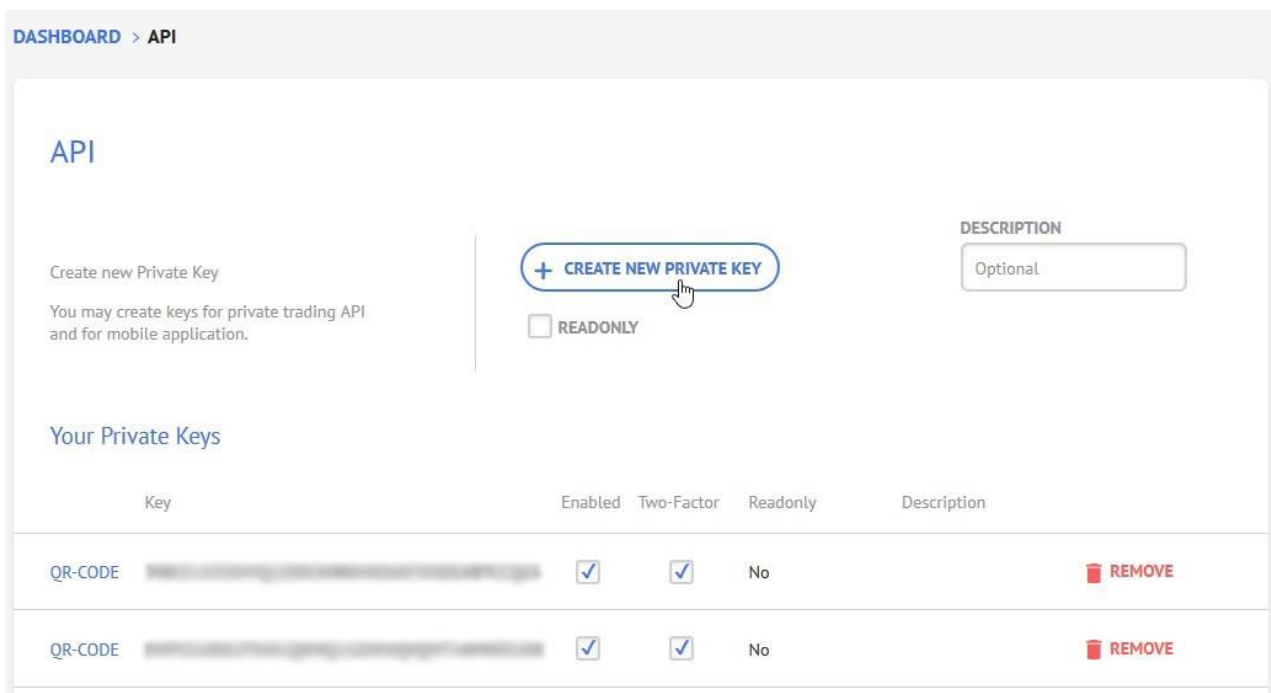 DASHBOARD > API
API
DESCRIPTION
Create new Private Key
+ CREATE NEW PRIVATE KEY
Optional
You may create keys for private trading API
and for mobile application.
READONLY
Your Private Keys
Key Enabled Two-Factor Readonly Description
QR-CODE No REMOVE
QR-CODE No REMOVE